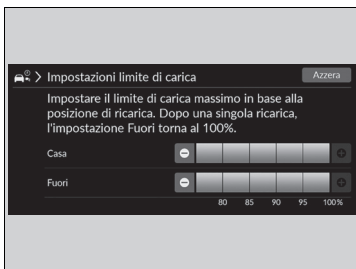 Impostazioni limite di carica
Azzera
Impostare il limite di carica massimo in base alla
posizione di ricarica. Dopo una singola ricarica,
l'impostazione Fuori torna al 100%.
Casa
Fuori
80 85 90 95 100%